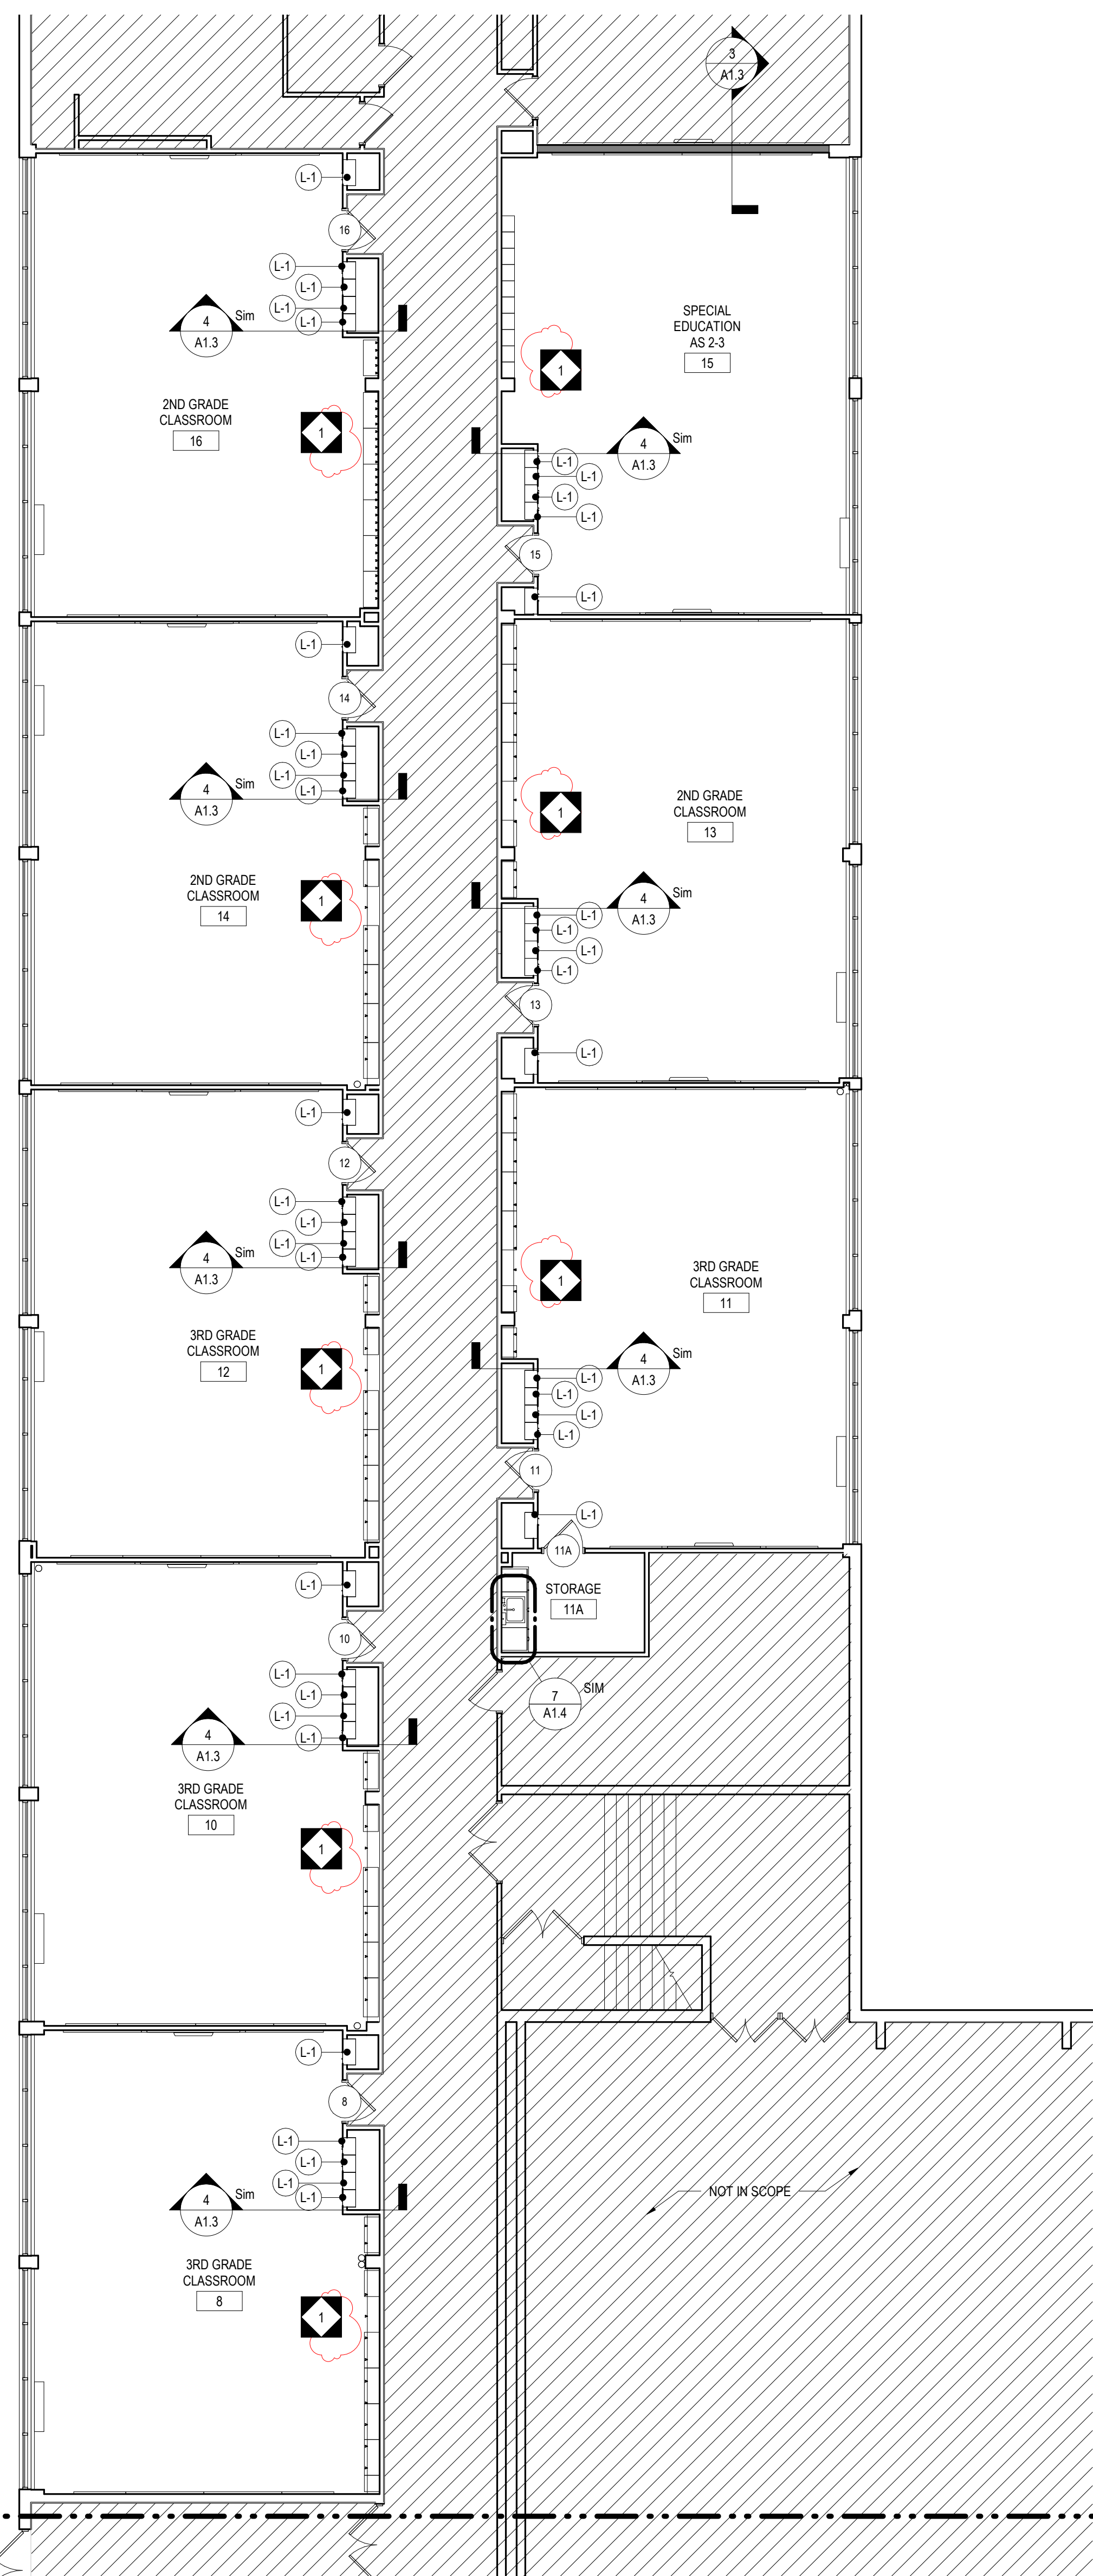 3
A1.3
L-1
16
L-1
L-1
L-1
L-1
4
A1.3
Sim
2ND GRADE
CLASSROOM
16
1
SPECIAL
EDUCATION
AS 2-3
15
1
4
A1.3
Sim
L-1
L-1
L-1
L-1
15
L-1
L-1
14
L-1
L-1
L-1
L-1
4
A1.3
Sim
2ND GRADE
CLASSROOM
14
1
2ND GRADE
CLASSROOM
13
1
4
A1.3
Sim
L-1
L-1
L-1
L-1
13
L-1
L-1
12
L-1
L-1
L-1
L-1
4
A1.3
Sim
3RD GRADE
CLASSROOM
12
1
3RD GRADE
CLASSROOM
11
1
4
A1.3
Sim
L-1
L-1
L-1
L-1
11
L-1
11A
STORAGE
11A
7
A1.4
SIM
L-1
10
L-1
L-1
L-1
L-1
4
A1.3
3RD GRADE
CLASSROOM
10
1
L-1
8
L-1
L-1
L-1
L-1
4
A1.3
Sim
3RD GRADE
CLASSROOM
8
1
NOT IN SCOPE